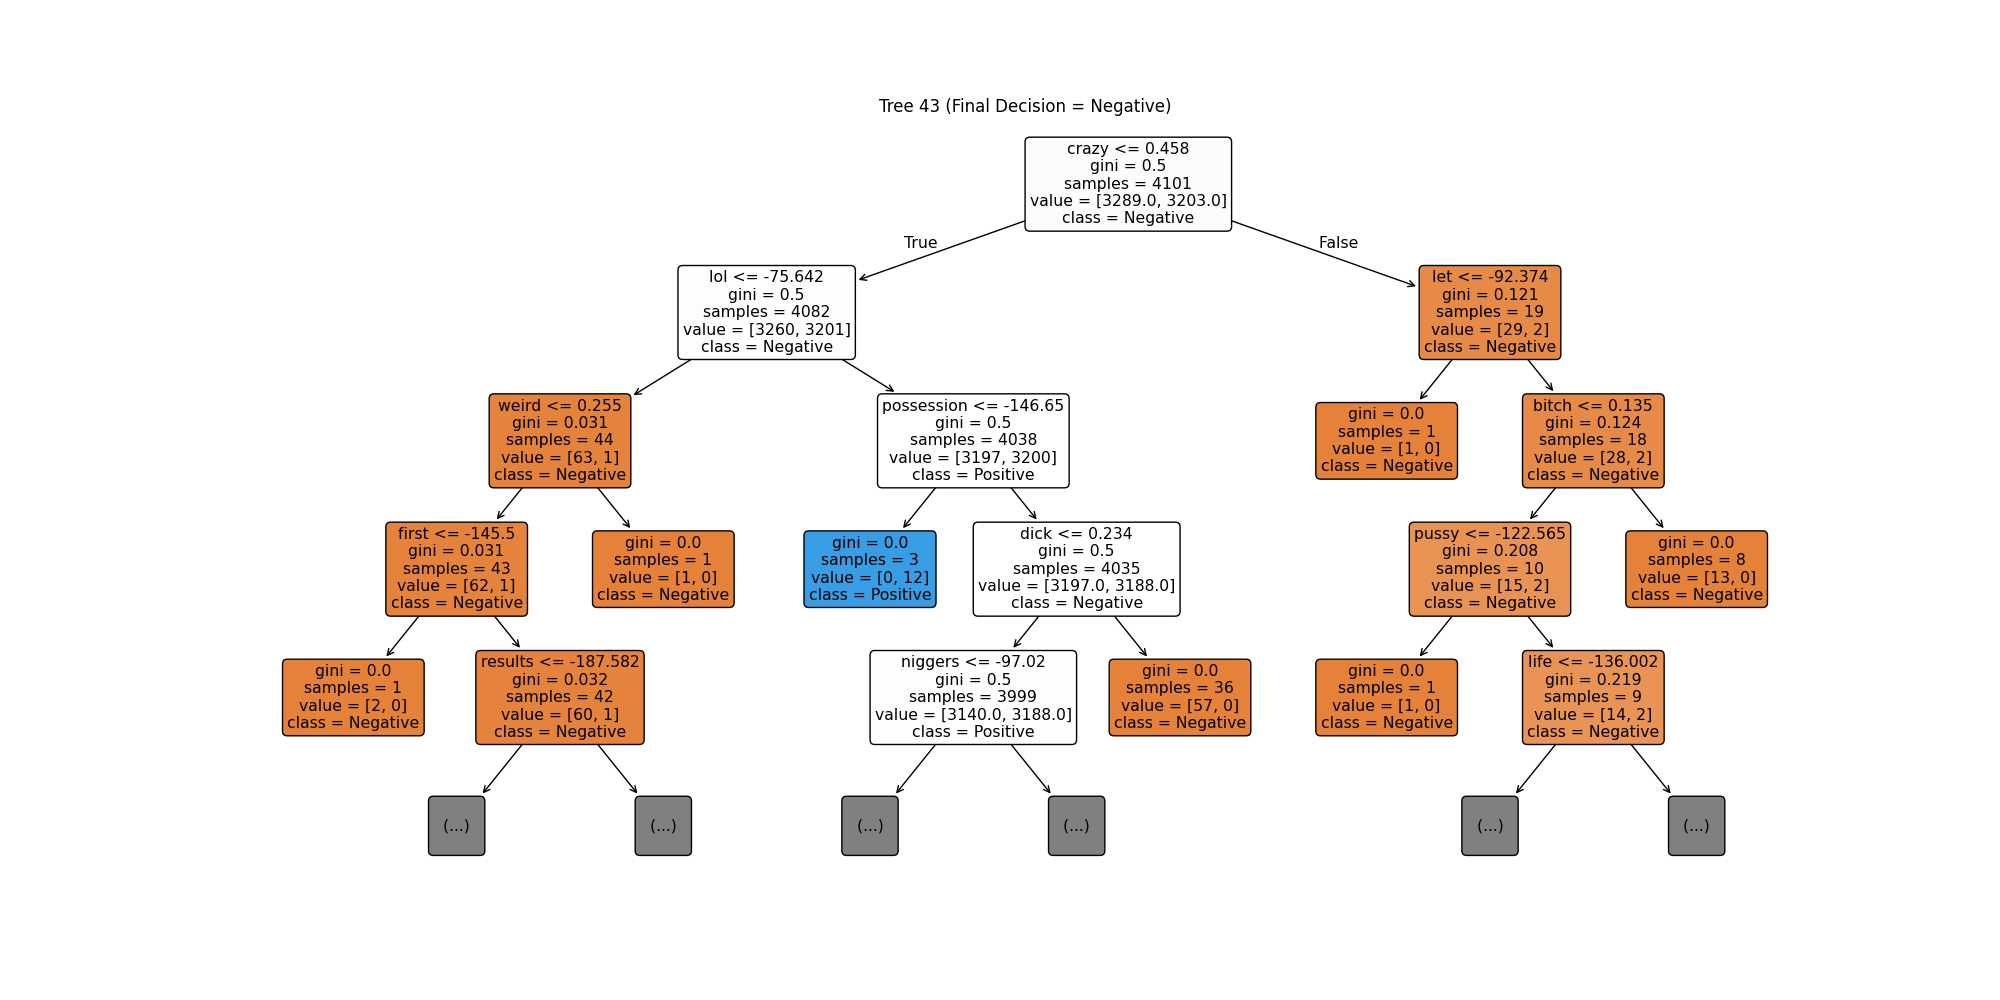 Tree 43 (Final Decision = Negative)
crazy <= 0.458
gini = 0.5
samples = 4101
value = [3289.0, 3203.0]
class = Negative
True
False
lol <= -75.642
gini = 0.5
samples = 4082
value = [3260, 3201]
class = Negative
let <= -92.374
gini = 0.121
samples = 19
value = [29, 2]
class = Negative
weird <= 0.255
gini = 0.031
samples = 44
value = [63, 1]
class = Negative
possession <= -146.65
gini = 0.5
samples = 4038
value = [3197, 3200]
class = Positive
gini = 0.0
samples = 1
value = [1, 0]
class = Negative
bitch <= 0.135
gini = 0.124
samples = 18
value = [28, 2]
class = Negative
first <= -145.5
gini = 0.031
samples = 43
value = [62, 1]
class = Negative
gini = 0.0
samples = 1
value = [1, 0]
class = Negative
gini = 0.0
samples = 3
value = [0, 12]
class = Positive
dick <= 0.234
gini = 0.5
samples = 4035
value = [3197.0, 3188.0]
class = Negative
pussy <= -122.565
gini = 0.208
samples = 10
value = [15, 2]
class = Negative
gini = 0.0
samples = 8
value = [13, 0]
class = Negative
gini = 0.0
samples = 1
value = [2, 0]
class = Negative
results <= -187.582
gini = 0.032
samples = 42
value = [60, 1]
class = Negative
niggers <= -97.02
gini = 0.5
samples = 3999
value = [3140.0, 3188.0]
class = Positive
gini = 0.0
samples = 36
value = [57, 0]
class = Negative
gini = 0.0
samples = 1
value = [1, 0]
class = Negative
life <= -136.002
gini = 0.219
samples = 9
value = [14, 2]
class = Negative
(...)
(...)
(...)
(...)
(...)
(...)